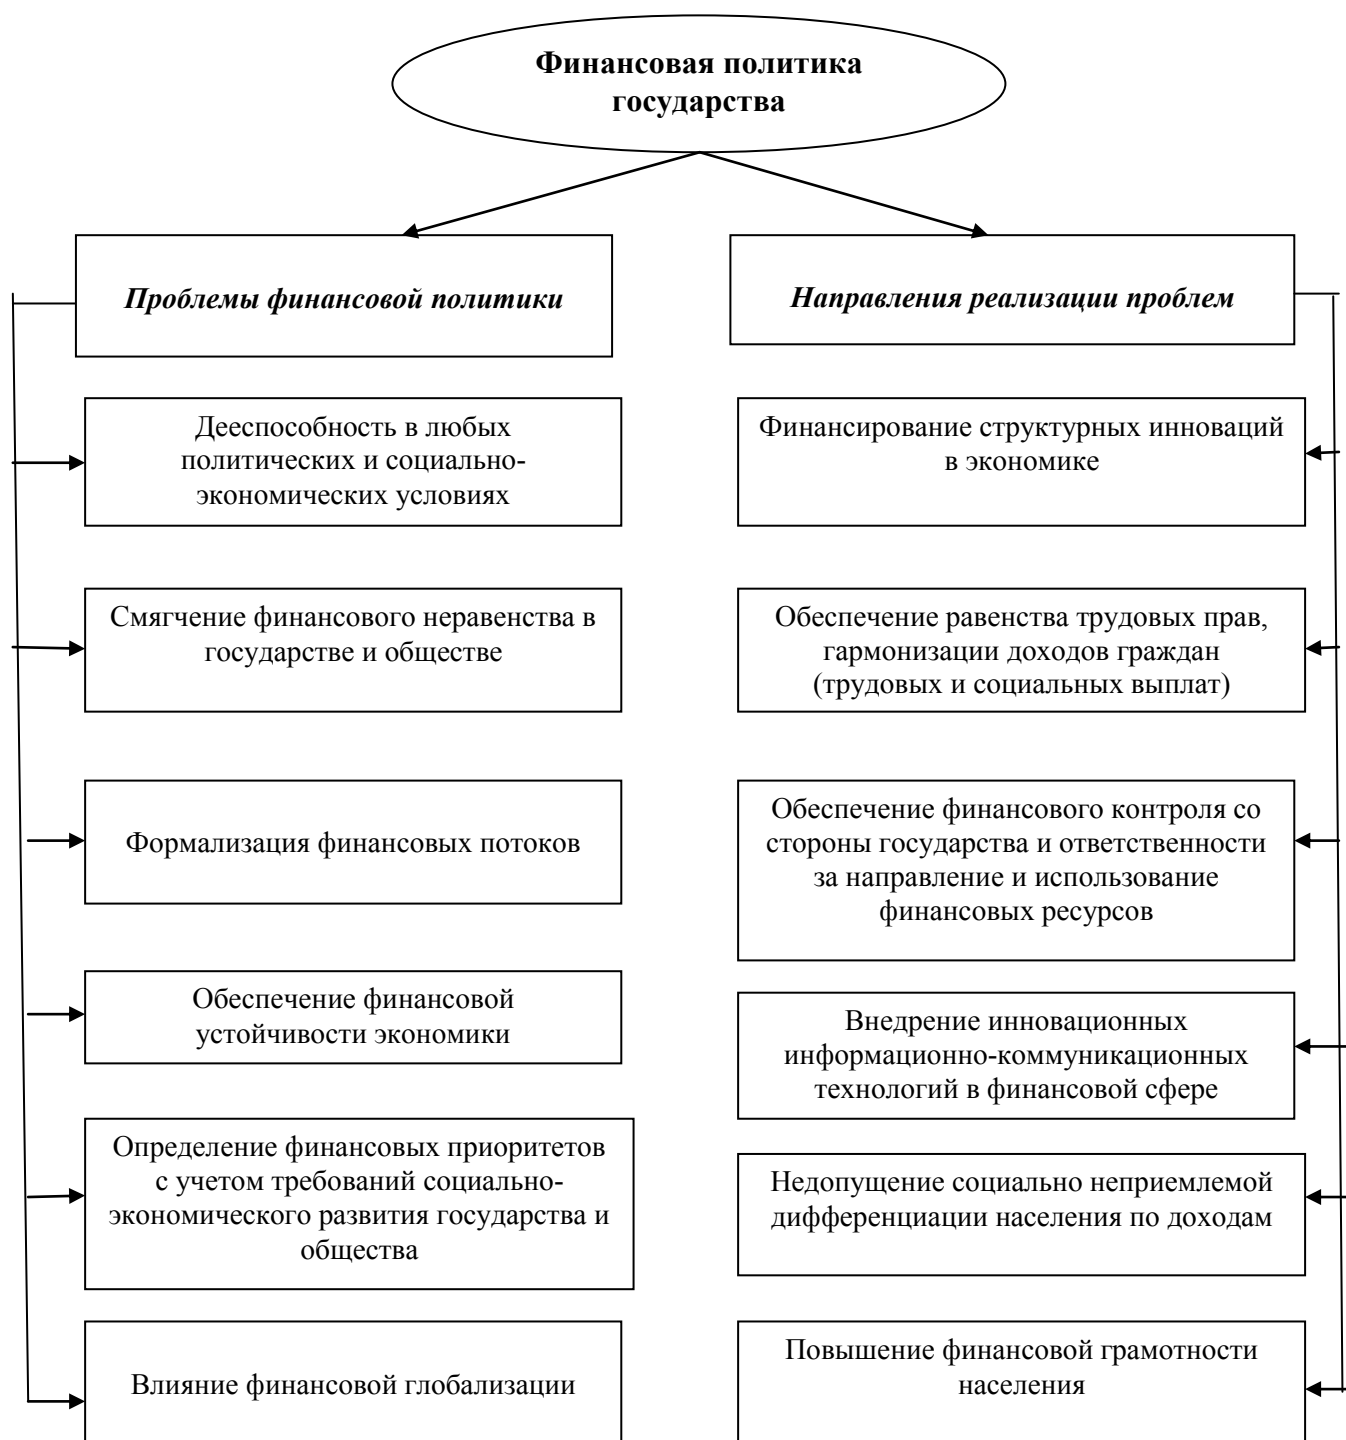 Финансовая политика
государства
Проблемы финансовой политики
Направления реализации проблем
Дееспособность в любых
политических и социально-
экономических условиях
Финансирование структурных инноваций
в экономике
Смягчение финансового неравенства в
государстве и обществе
Обеспечение равенства трудовых прав,
гармонизации доходов граждан
(трудовых и социальных выплат)
Формализация финансовых потоков
Обеспечение финансового контроля со
стороны государства и ответственности
за направление и использование
финансовых ресурсов
Обеспечение финансовой
устойчивости экономики
Внедрение инновационных
информационно-коммуникационных
технологий в финансовой сфере
Определение финансовых приоритетов
с учетом требований социально-
экономического развития государства и
общества
Недопущение социально неприемлемой
дифференциации населения по доходам
Влияние финансовой глобализации
Повышение финансовой грамотности
населения